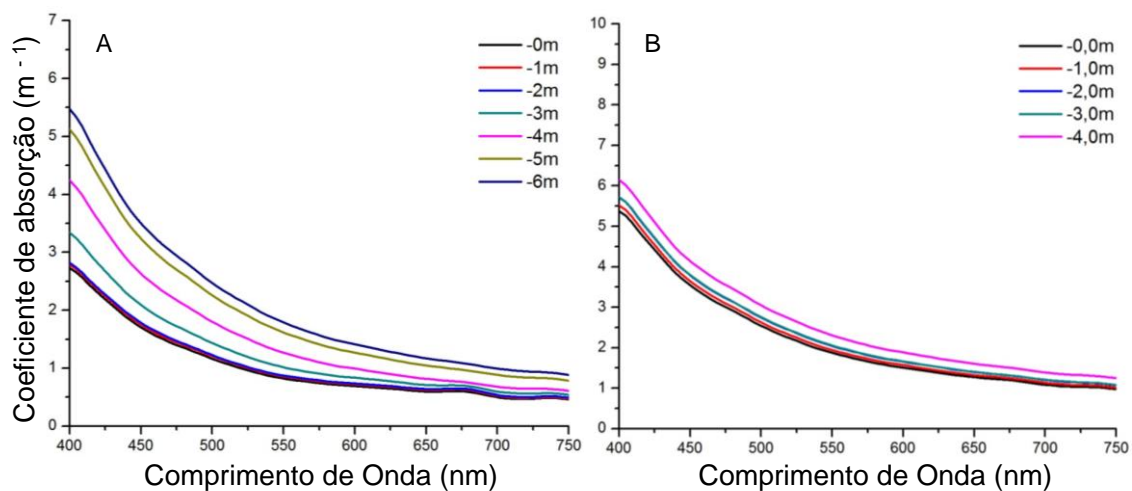 A
-0m
-1m
-2m
-3m
-4m
-5m
-6m
Coeficiente de absorção (m - 1)
7
6
5
4
3
2
1
0
400 450 500 550 600 650 700 750
Comprimento de Onda (nm)
B
-0,0m
-1,0m
-2,0m
-3,0m
-4,0m
10
9
8
7
6
5
4
3
2
1
0
400 450 500 550 600 650 700 750
Comprimento de Onda (nm)